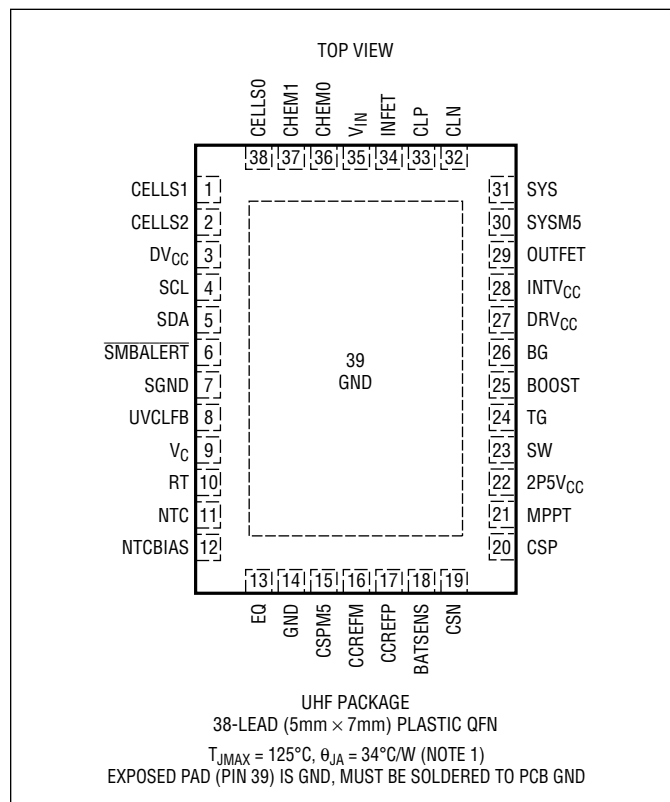 TOP VIEW
CELLS0
CHEM1
CHEM0
VIN
INFET
CLP
CLN
38 37 36 35 34 33 32
CELLS1 1
CELLS2 2
DVCC 3
SCL 4
SDA 5
SMBALERT 6
SGND 7
UVCLFB 8
VC 9
RT 10
NTC 11
NTCBIAS 12
31 SYS
30 SYSM5
29 OUTFET
28 INTVCC
27 DRVCC
26 BG
25 BOOST
24 TG
23 SW
22 2P5VCC
21 MPPT
20 CSP
39
GND
13 14 15 16 17 18 19
EQ
GND
CSPM5
CCREFM
CCREFP
BATSENS
CSN
UHF PACKAGE
38-LEAD (5mm × 7mm) PLASTIC QFN
TJMAX = 125°C, θJA = 34°C/W (NOTE 1)
EXPOSED PAD (PIN 39) IS GND, MUST BE SOLDERED TO PCB GND